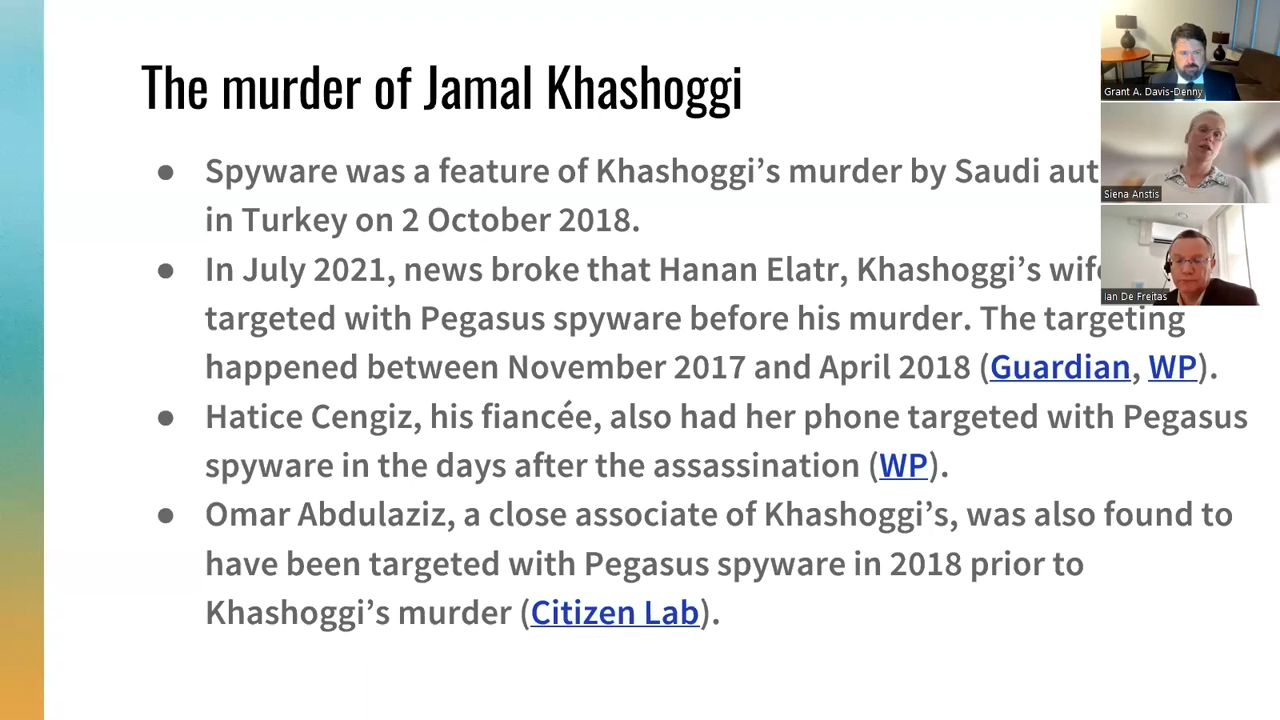 The murder of Jamal Khashoggi
● Spyware was a feature of Khashoggi’s murder by Saudi
in Turkey on 2 October 2018.
● In July 2021, news broke that Hanan Elatr, Khashoggi’s
targeted with Pegasus spyware before his murder. The targeting
happened between November 2017 and April 2018 (Guardian, WP).
● Hatice Cengiz, his fiancée, also had her phone targeted with Pegasus
spyware in the days after the assassination (WP).
● Omar Abdulaziz, a close associate of Khashoggi’s, was also found to
have been targeted with Pegasus spyware in 2018 prior to
Khashoggi’s murder (Citizen Lab).
Grant A. Davis-Denny
Siena Anstis
Ian De Freitas